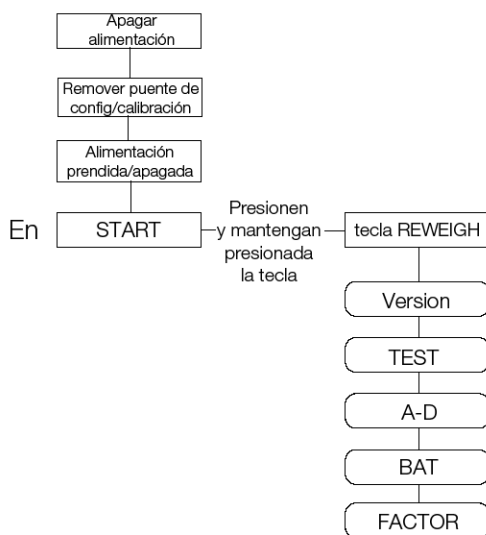 Apagar
alimentación
Remover puente de
config/calibración
Alimentación
prendida/apagada
En
START
Presionen
y mantengan
presionada
la tecla
tecla REWEIGH
Version
TEST
A-D
BAT
FACTOR